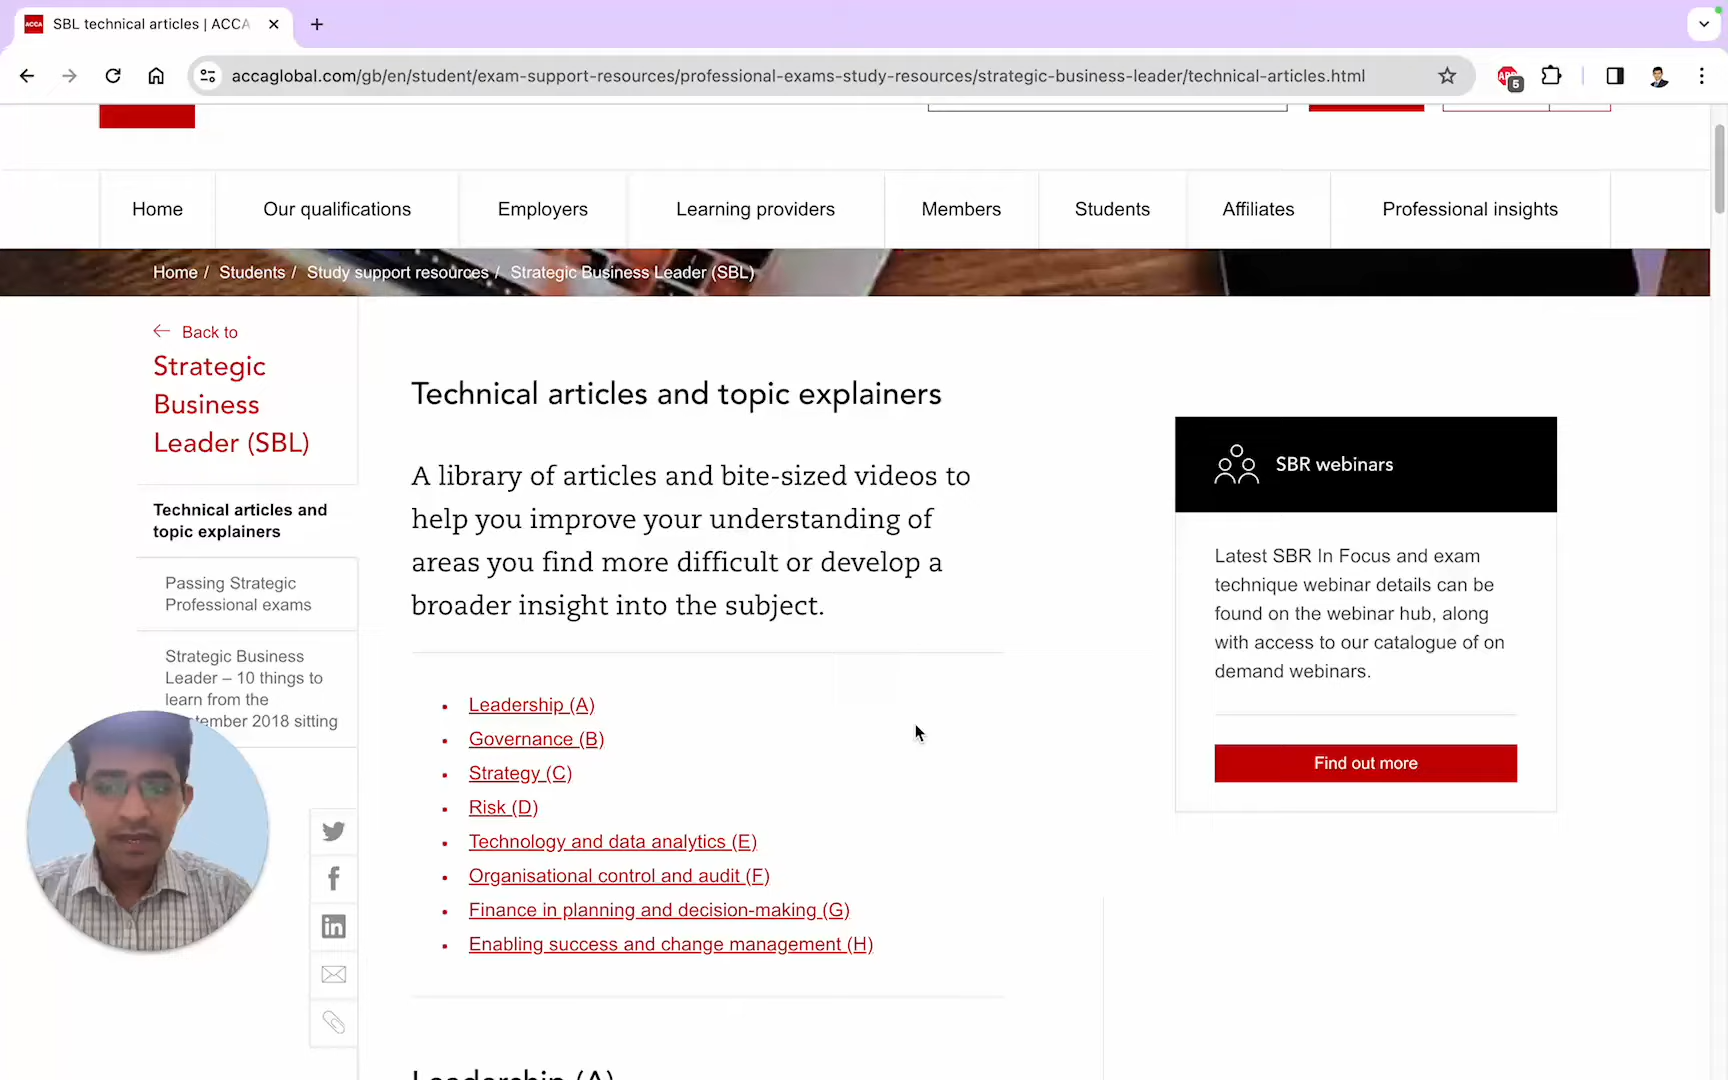 ACCA
SBL technical articles | ACCA
accaglobal.com/gb/en/student/exam-support-resources/professional-exams-study-resources/strategic-business-leader/technical-articles.html
ABP
5
Home
Our qualifications
Employers
Learning providers
Members
Students
Affiliates
Professional insights
Home / Students / Study support resources / Strategic Business Leader (SBL)
Back to
Strategic
Business
Leader (SBL)
Technical articles and
topic explainers
Passing Strategic
Professional exams
Strategic Business
Leader – 10 things to
learn from the
tember 2018 sitting
Technical articles and topic explainers
A library of articles and bite-sized videos to
help you improve your understanding of
areas you find more difficult or develop a
broader insight into the subject.
Leadership (A)
Governance (B)
Strategy (C)
Risk (D)
Technology and data analytics (E)
Organisational control and audit (F)
Finance in planning and decision-making (G)
Enabling success and change management (H)
Leadership (A)
SBR webinars
Latest SBR In Focus and exam
technique webinar details can be
found on the webinar hub, along
with access to our catalogue of on
demand webinars.
Find out more